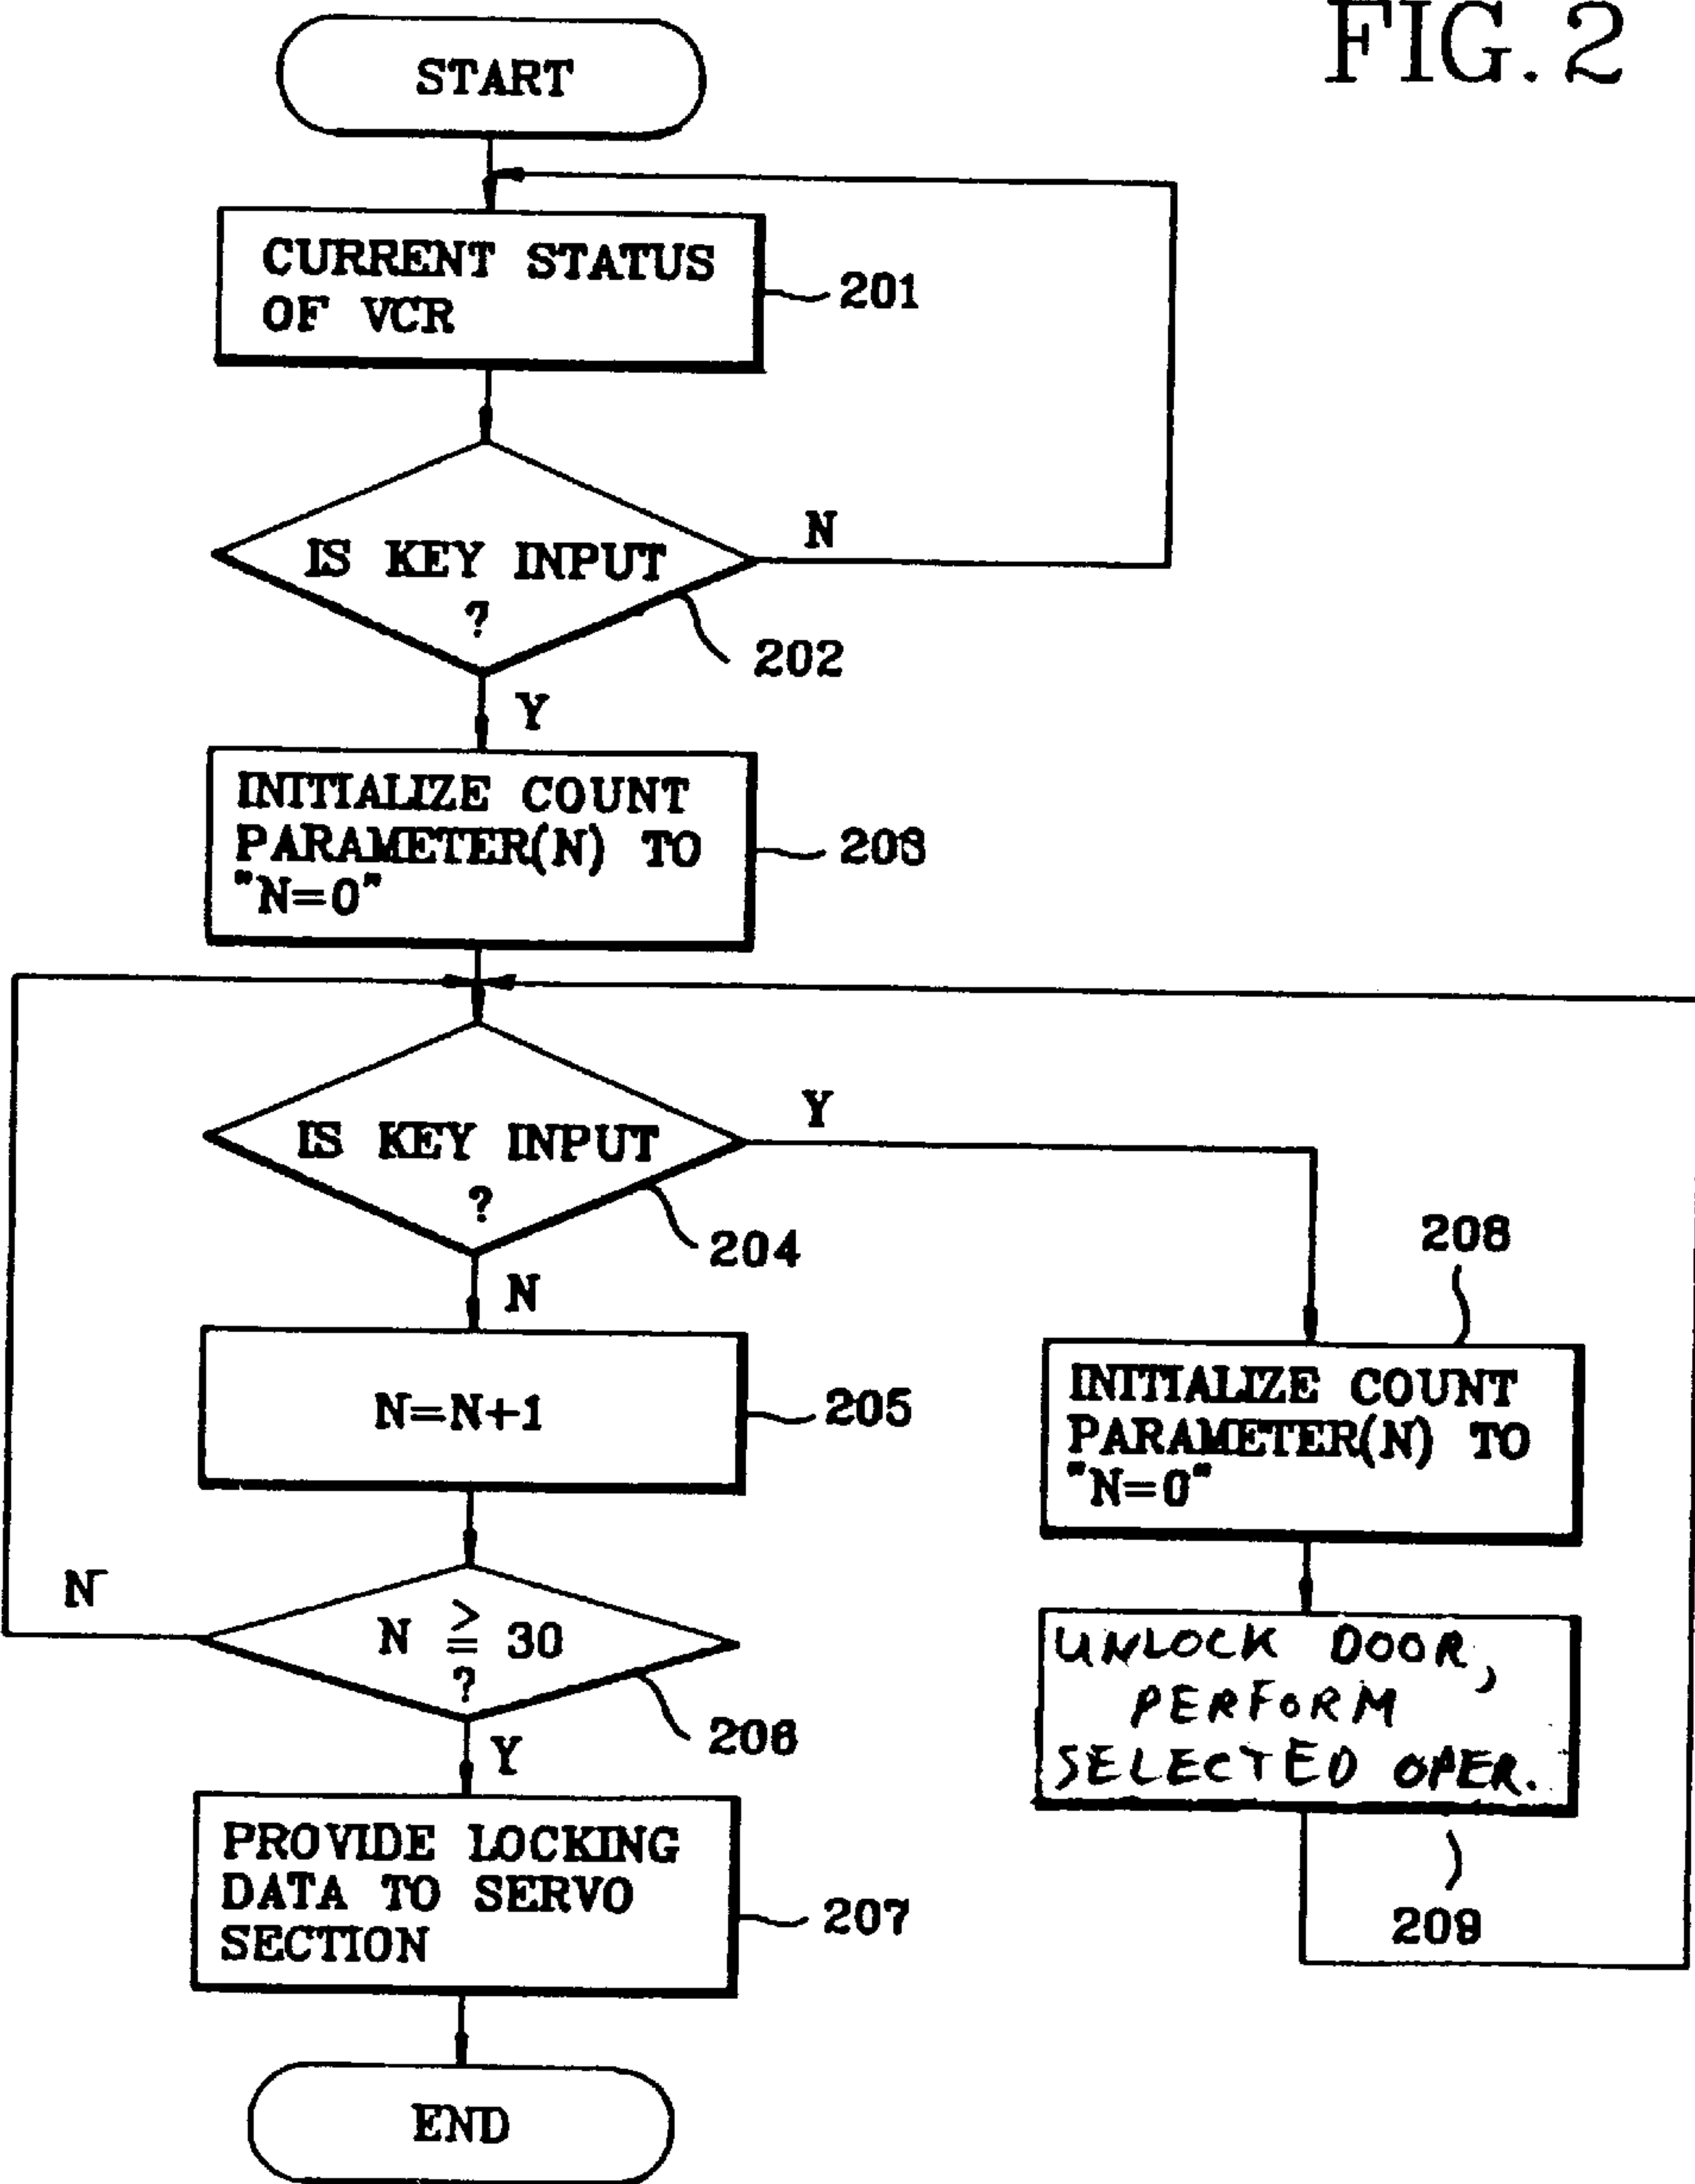 FIG. 2
START
CURRENT STATUS
OF VCR
201
IS KEY INPUT
?
N
202
Y
INITIALIZE COUNT
PARAMETER(N) TO
"N=0"
203
IS KEY INPUT
?
Y
204
N
N=N+1
205
208
INITIALIZE COUNT
PARAMETER(N) TO
"N=0"
N
N ≧ 30
?
206
Y
UNLOCK DOOR,
PERFORM
SELECTED OPER.
209
PROVIDE LOCKING
DATA TO SERVO
SECTION
207
END